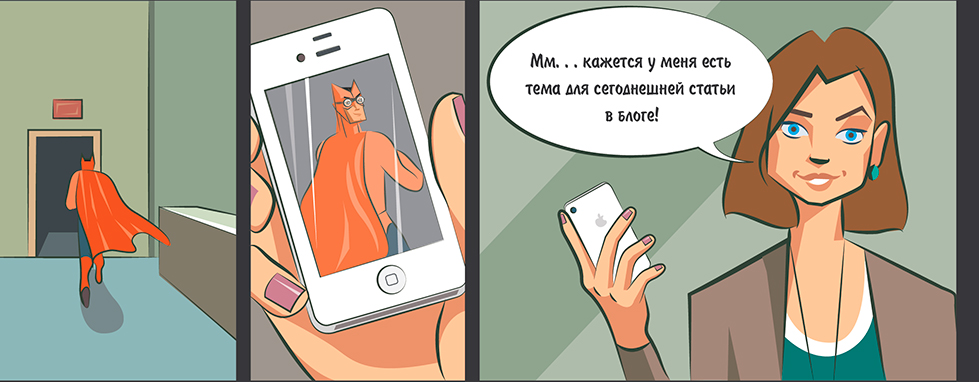 Мм. . . кажется у меня есть
тема для сегоднешней статьи
в блоге!